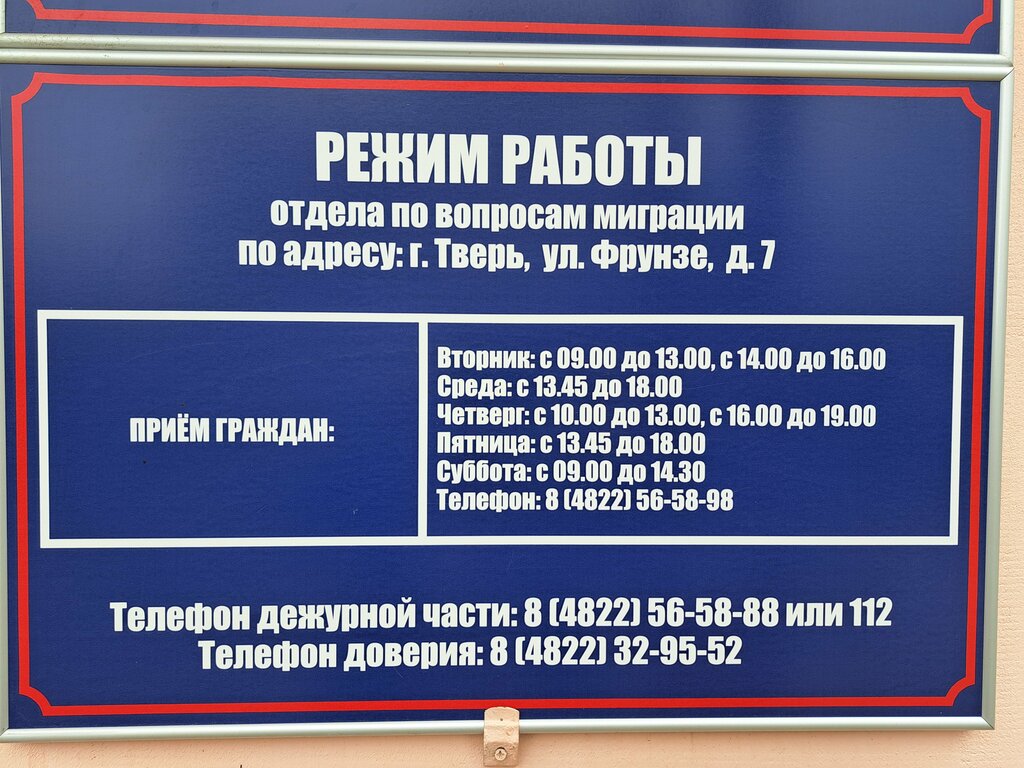 РЕЖИМ РАБОТЫ
отдела по вопросам миграции
по адресу: г. Тверь, ул. Фрунзе, д. 7
ПРИЁМ ГРАЖДАН:
Вторник: с 09.00 до 13.00, с 14.00 до 16.00
Среда: с 13.45 до 18.00
Четверг: с 10.00 до 13.00, с 16.00 до 19.00
Пятница: с 13.45 до 18.00
Суббота: с 09.00 до 14.30
Телефон: 8 (4822) 56-58-98
Телефон дежурной части: 8 (4822) 56-58-88 или 112
Телефон доверия: 8 (4822) 32-95-52